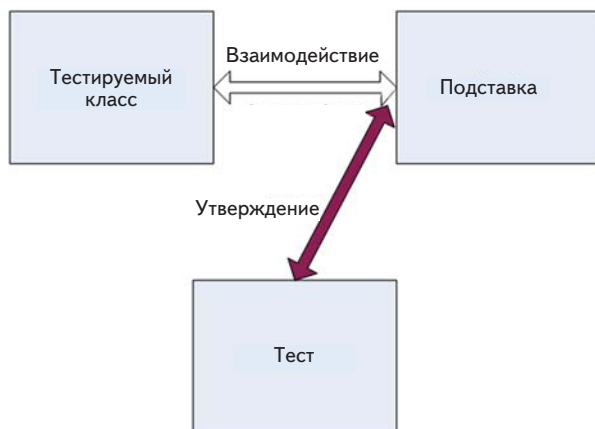 Взаимодействие
Тестируемый
класс
Подставка
Утверждение
Тест